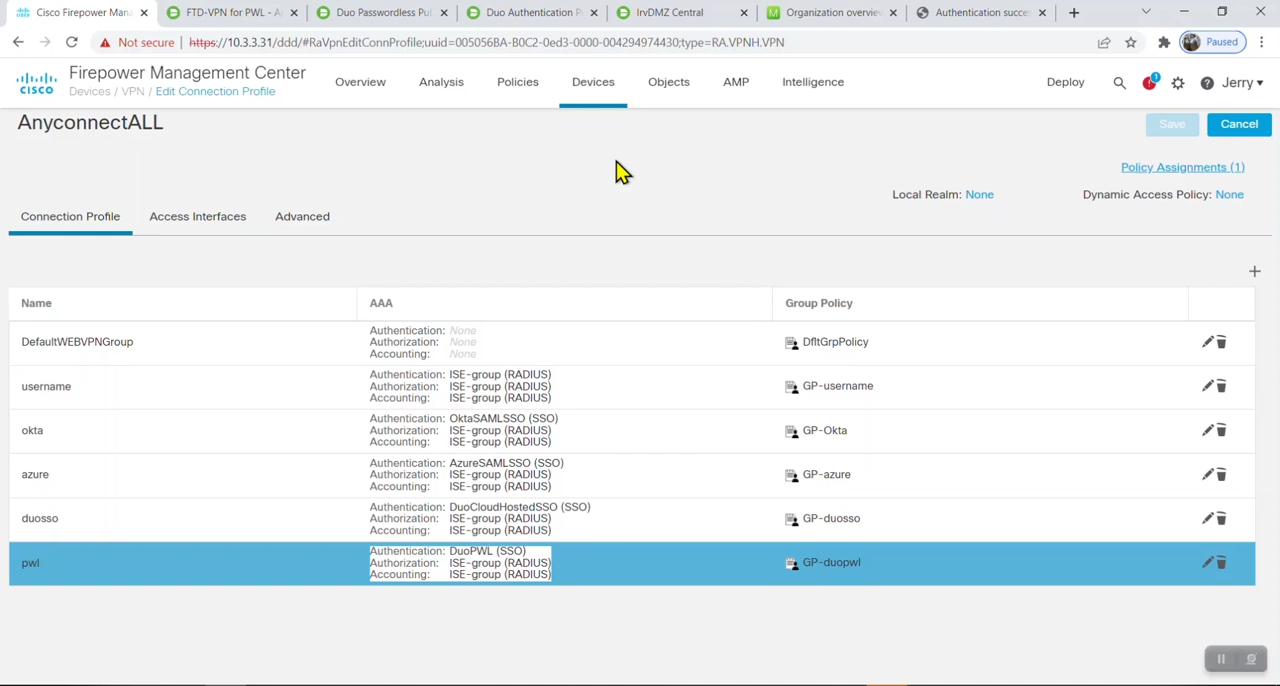 Cisco Firepower Mana
FTD-VPN for PWL - A
Duo Passwordless Pul
Duo Authentication P
IrvDMZ Central
Organization overvie
Authentication succe
Not secure | https://10.3.3.31/ddd/#RaVpnEditConnProfile;uuid=005056BA-B0C2-0ed3-0000-004294974430;type=RA.VPNH.VPN
Paused
CISCO
Firepower Management Center
Devices / VPN / Edit Connection Profile
Overview
Analysis
Policies
Devices
Objects
AMP
Intelligence
Deploy
1
Jerry
AnyconnectALL
Save
Cancel
Policy Assignments (1)
Local Realm: None
Dynamic Access Policy: None
Connection Profile
Access Interfaces
Advanced
Name
AAA
Group Policy
DefaultWEBVPNGroup
Authentication: None
Authorization: None
Accounting: None
DfltGrpPolicy
username
Authentication: ISE-group (RADIUS)
Authorization: ISE-group (RADIUS)
Accounting: ISE-group (RADIUS)
GP-username
okta
Authentication: OktaSAMLSSO (SSO)
Authorization: ISE-group (RADIUS)
Accounting: ISE-group (RADIUS)
GP-Okta
azure
Authentication: AzureSAMLSSO (SSO)
Authorization: ISE-group (RADIUS)
Accounting: ISE-group (RADIUS)
GP-azure
duosso
Authentication: DuoCloudHostedSSO (SSO)
Authorization: ISE-group (RADIUS)
Accounting: ISE-group (RADIUS)
GP-duosso
pwl
Authentication: DuoPWL (SSO)
Authorization: ISE-group (RADIUS)
Accounting: ISE-group (RADIUS)
GP-duopwl